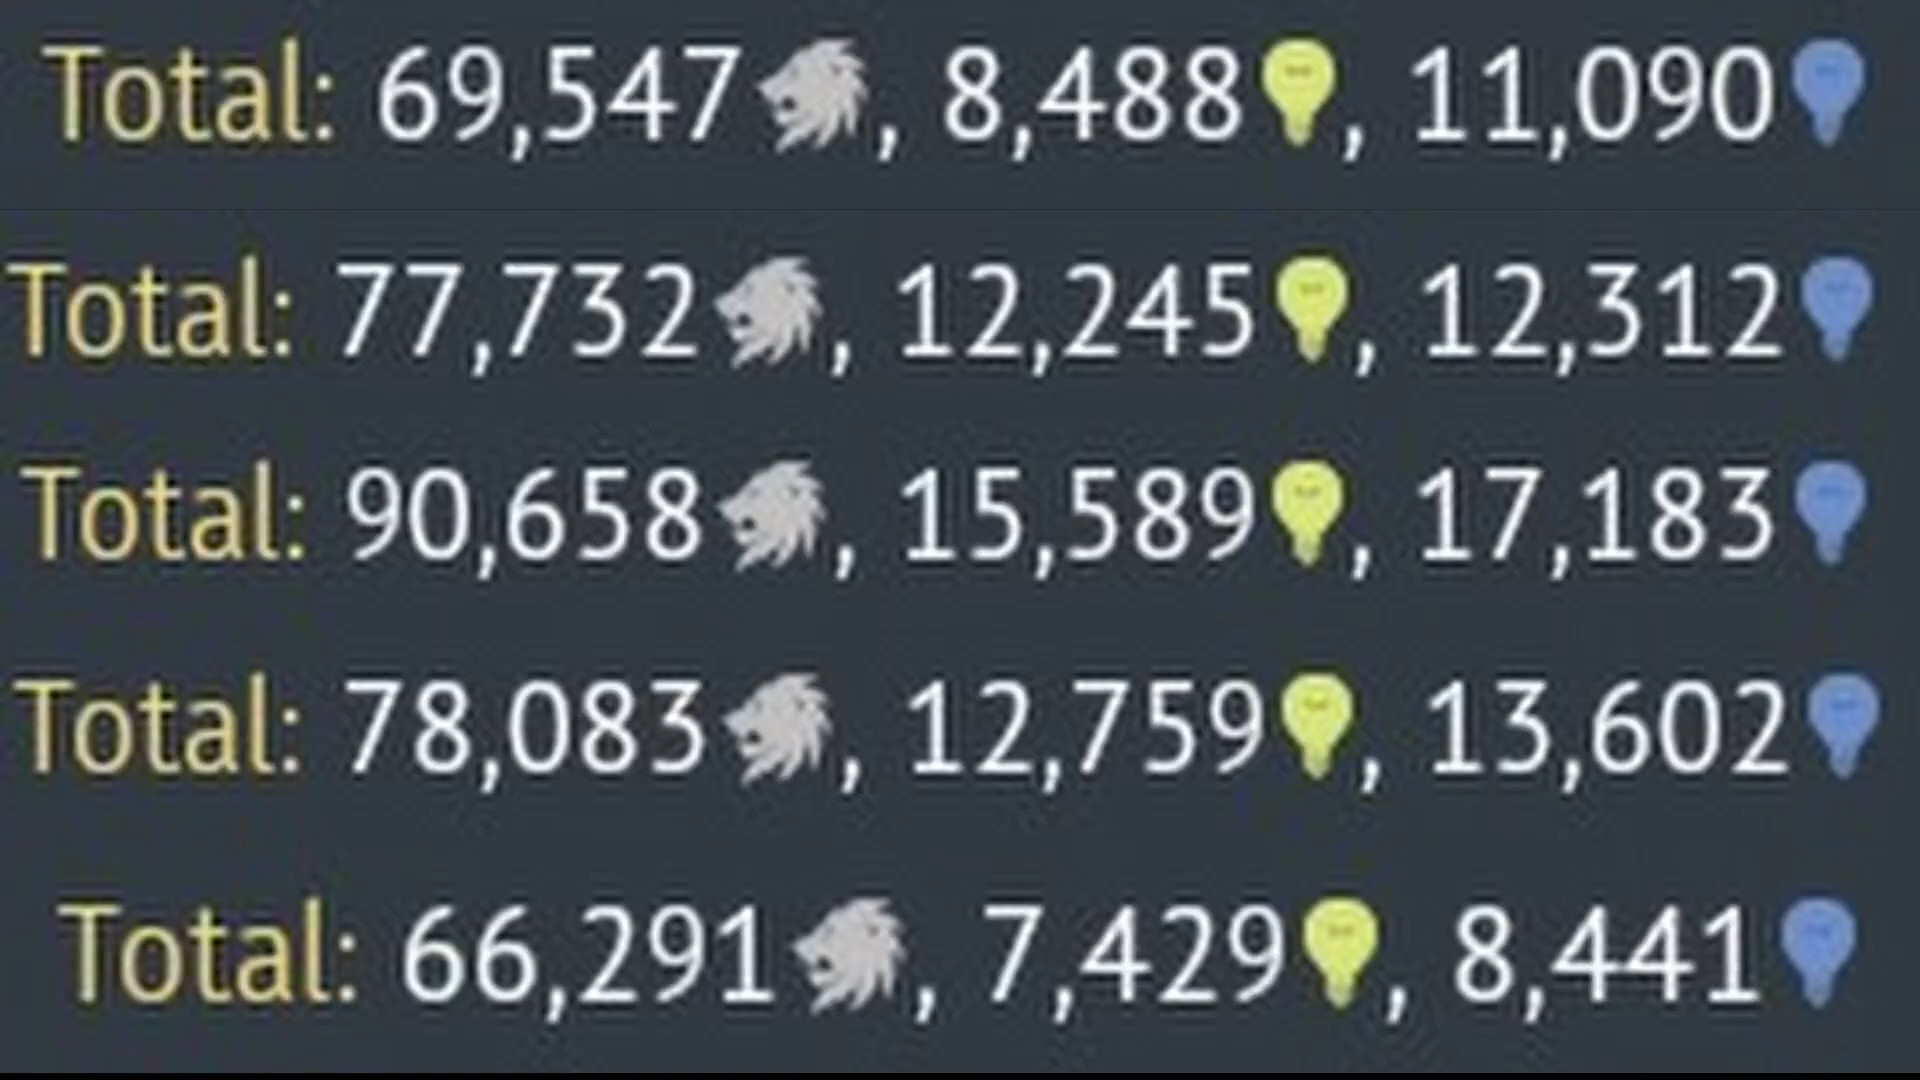 Total: 69,547, 8,488, 11,090
Total: 77,732, 12,245, 12,312
Total: 90,658, 15,589, 17,183
Total: 78,083, 12,759, 13,602
Total: 66,291, 7,429, 8,441